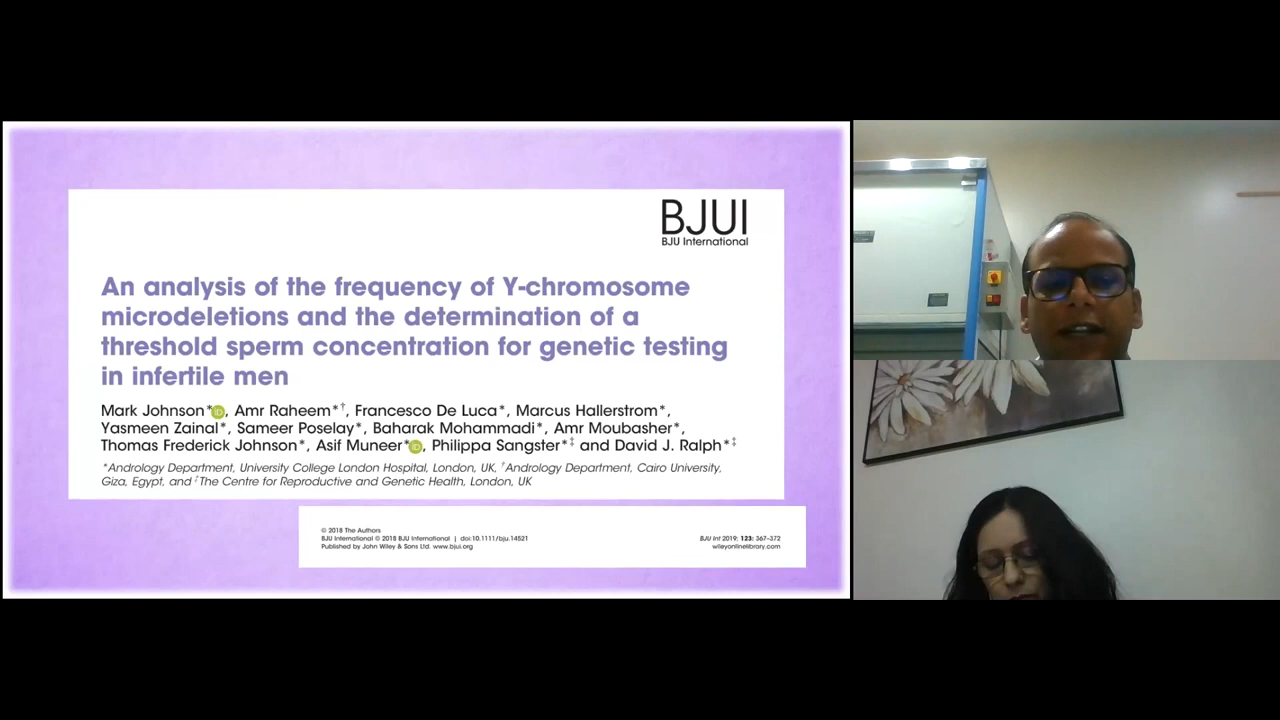 BJUI
BJU International
An analysis of the frequency of Y-chromosome
microdeletions and the determination of a
threshold sperm concentration for genetic testing
in infertile men
Mark Johnson*iD, Amr Raheem*†, Francesco De Luca*, Marcus Hallerstrom*,
Yasmeen Zainal*, Sameer Poselay*, Baharak Mohammadi*, Amr Moubasher*,
Thomas Frederick Johnson*, Asif Muneer*iD, Philippa Sangster*‡ and David J. Ralph*‡
*Andrology Department, University College London Hospital, London, UK, †Andrology Department, Cairo University,
Giza, Egypt, and ‡The Centre for Reproductive and Genetic Health, London, UK
© 2018 The Authors
BJU International © 2018 BJU International | doi:10.1111/bju.14521
Published by John Wiley & Sons Ltd. www.bjui.org
BJU Int 2019; 123: 367–372
wileyonlinelibrary.com